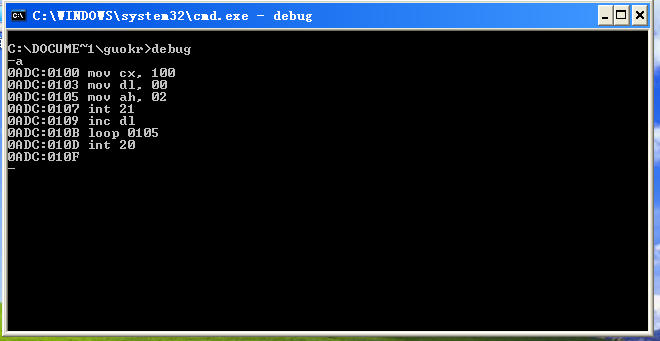 C:\WINDOWS\system32\cmd.exe - debug
C:\DOCUME~1\guokr>debug
-a
0ADC:0100 mov cx, 100
0ADC:0103 mov dl, 00
0ADC:0105 mov ah, 02
0ADC:0107 int 21
0ADC:0109 inc dl
0ADC:010B loop 0105
0ADC:010D int 20
0ADC:010F
-